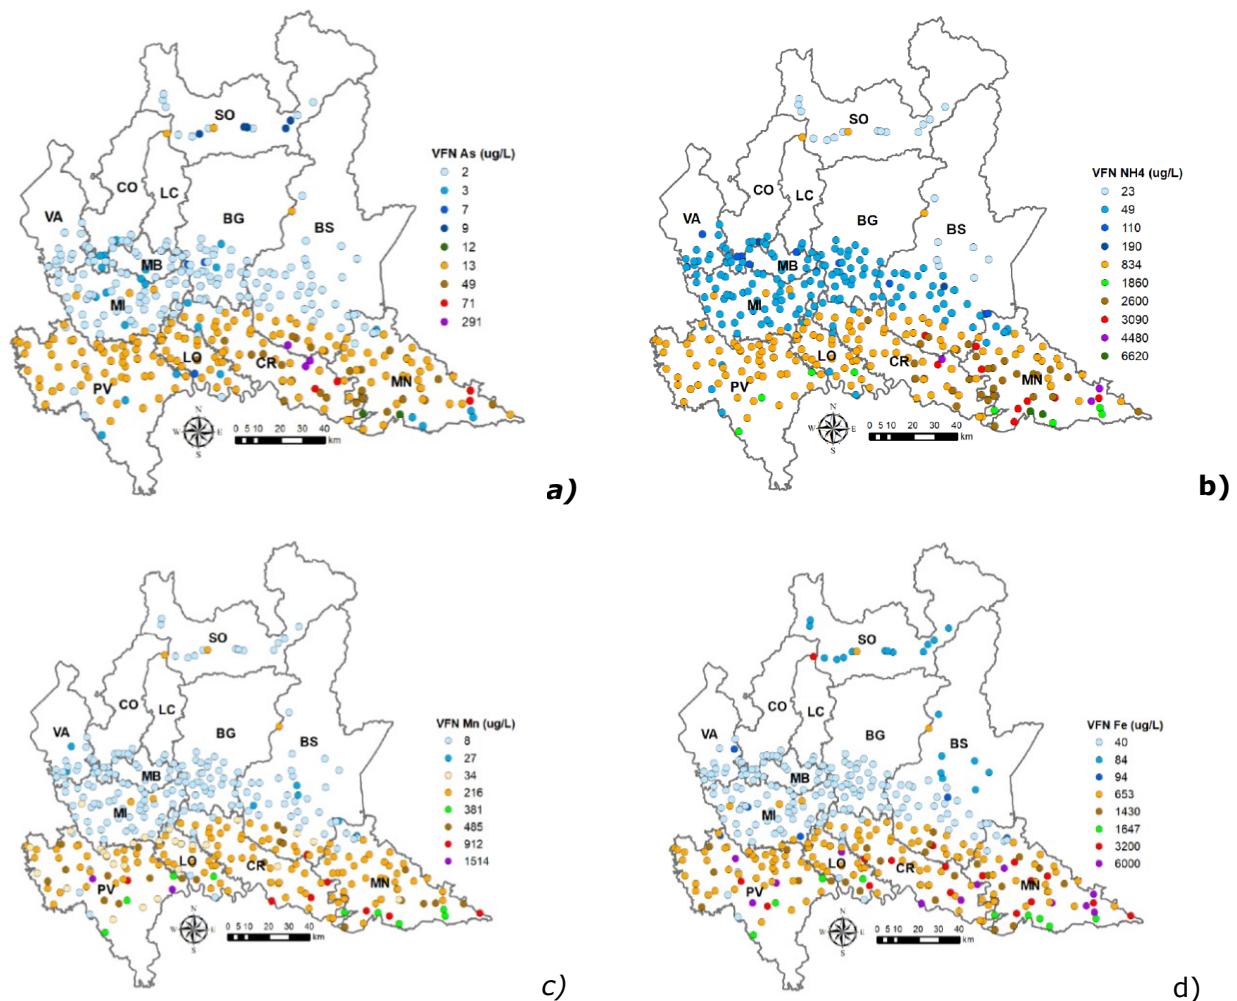 SO
VFN As (ug/L)
2
3
7
9
12
13
49
71
291
CO
LC
VA
BG
BS
MB
MI
LO
CR
PV
MN
N
W E
S
0 5 10 20 30 40
km
a)
SO
VFN NH4 (ug/L)
23
49
110
190
834
1860
2600
3090
4480
6620
CO
LC
VA
BG
BS
MB
MI
LO
CR
PV
MN
N
W E
S
0 5 10 20 30 40
km
b)
SO
VFN Mn (ug/L)
8
27
34
216
381
485
912
1514
CO
LC
VA
BG
BS
MB
MI
LO
CR
PV
MN
N
W E
S
0 5 10 20 30 40
km
c)
SO
VFN Fe (ug/L)
40
84
94
653
1430
1647
3200
6000
CO
LC
VA
BG
BS
MB
MI
LO
CR
PV
MN
N
W E
S
0 5 10 20 30 40
km
d)